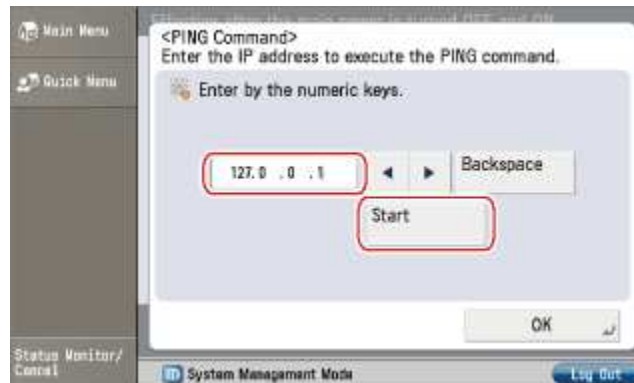 Main Menu
Quick Menu
<PING Command>
Enter the IP address to execute the PING command.
Enter by the numeric keys.
127.0 .0 .1
Backspace
Start
OK
Status Monitor/
Cancel
System Management Mode
Log Out